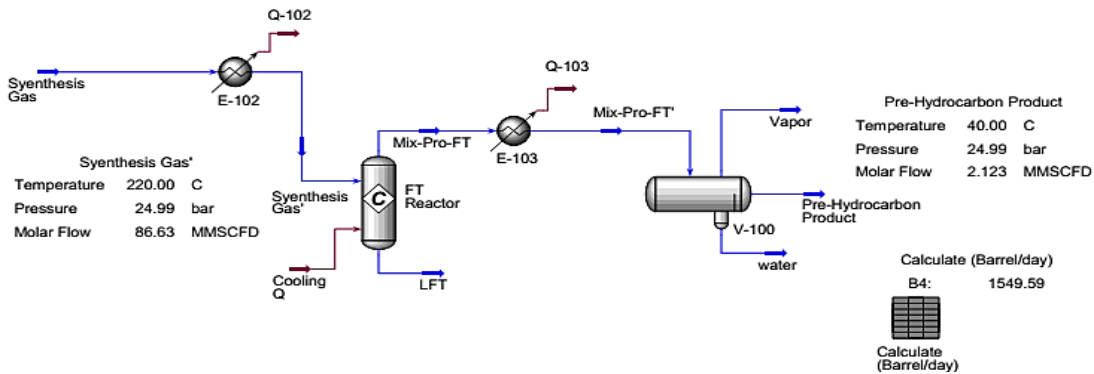 Q-102
Syenthesis
Gas
E-102
Q-103
Mix-Pro-FT
E-103
Mix-Pro-FT'
Vapor
Pre-Hydrocarbon Product
Temperature 40.00 C
Pressure 24.99 bar
Molar Flow 2.123 MMSCFD
Syenthesis Gas'
Temperature 220.00 C
Pressure 24.99 bar
Molar Flow 86.63 MMSCFD
Syenthesis
Gas'
C
FT
Reactor
Cooling
Q
LFT
V-100
Pre-Hydrocarbon
Product
water
Calculate (Barrel/day)
B4: 1549.59
Calculate
(Barrel/day)